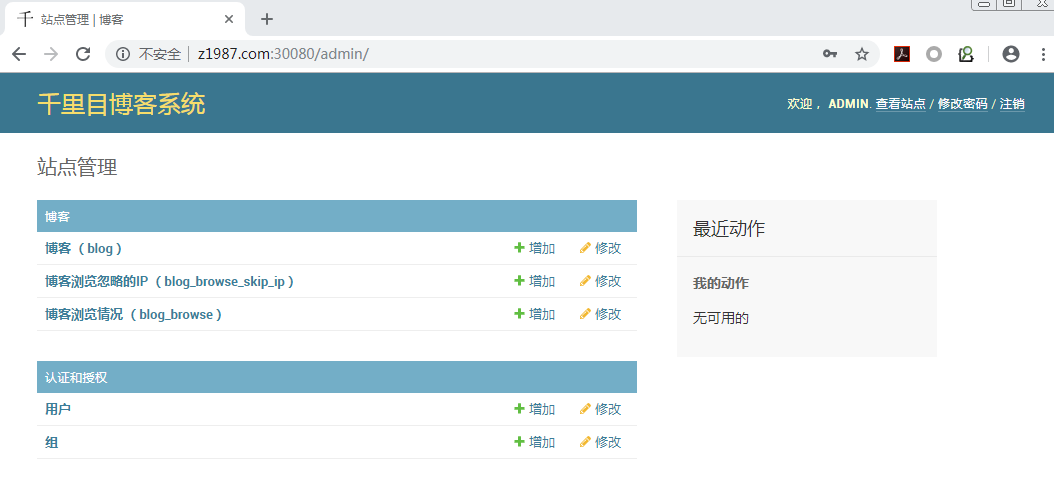 千 站点管理 | 博客
不安全 | z1987.com:30080/admin/
千里目博客系统
欢迎， ADMIN. 查看站点 / 修改密码 / 注销
站点管理
博客
博客 （ blog ） 增加 修改
博客浏览忽略的IP （ blog_browse_skip_ip ） 增加 修改
博客浏览情况 （ blog_browse ） 增加 修改
认证和授权
用户 增加 修改
组 增加 修改
最近动作
我的动作
无可用的